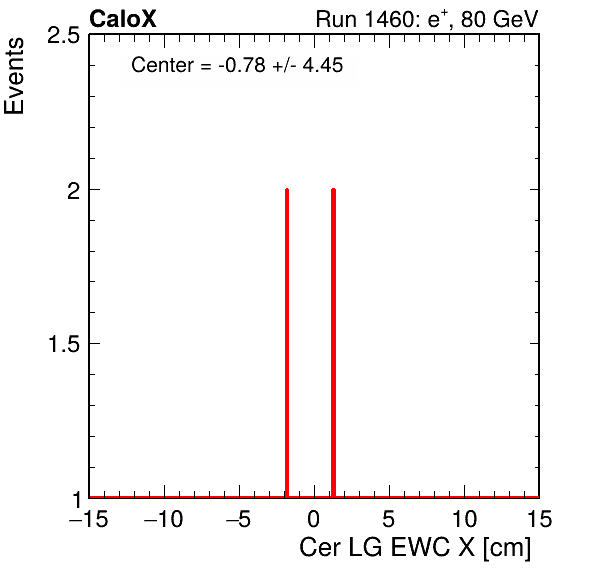 CaloX Run 1460: e⁺, 80 GeV
Events
Center = -0.78 +/- 4.45
2.5
2
1.5
1
−15 −10 −5 0 5 10 15
Cer LG EWC X [cm]